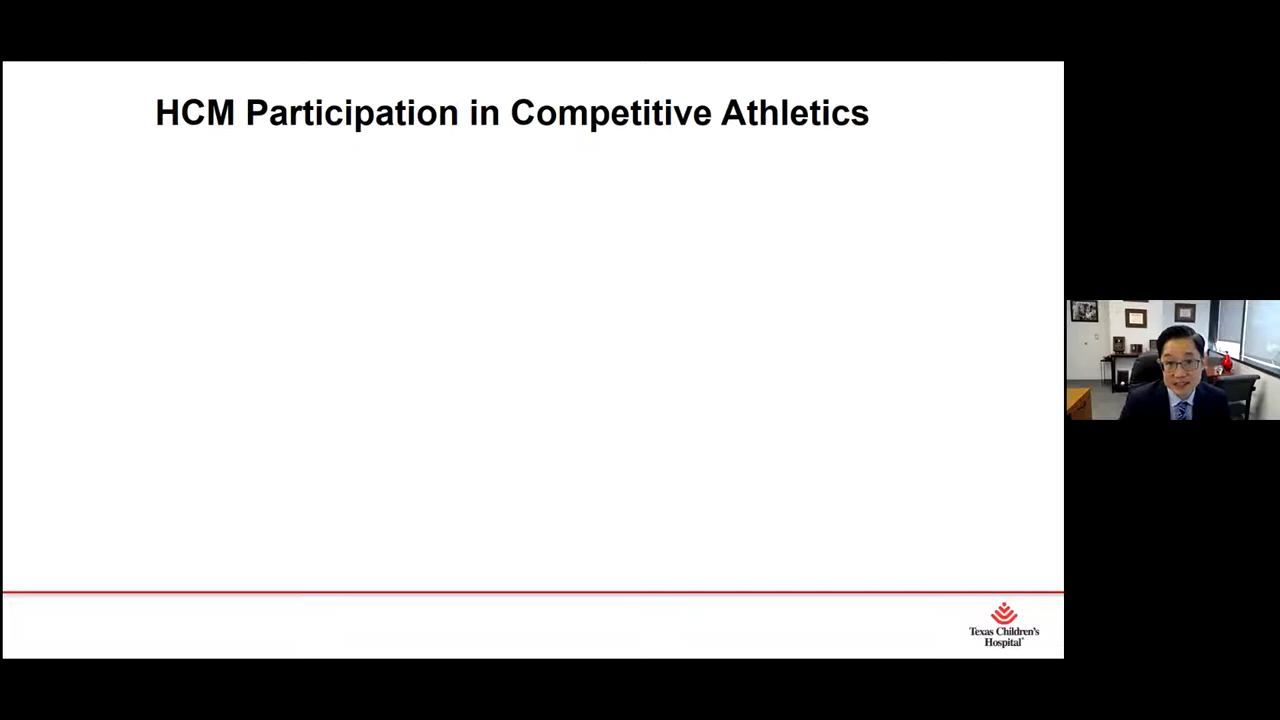 HCM Participation in Competitive Athletics
Texas Children's
Hospital